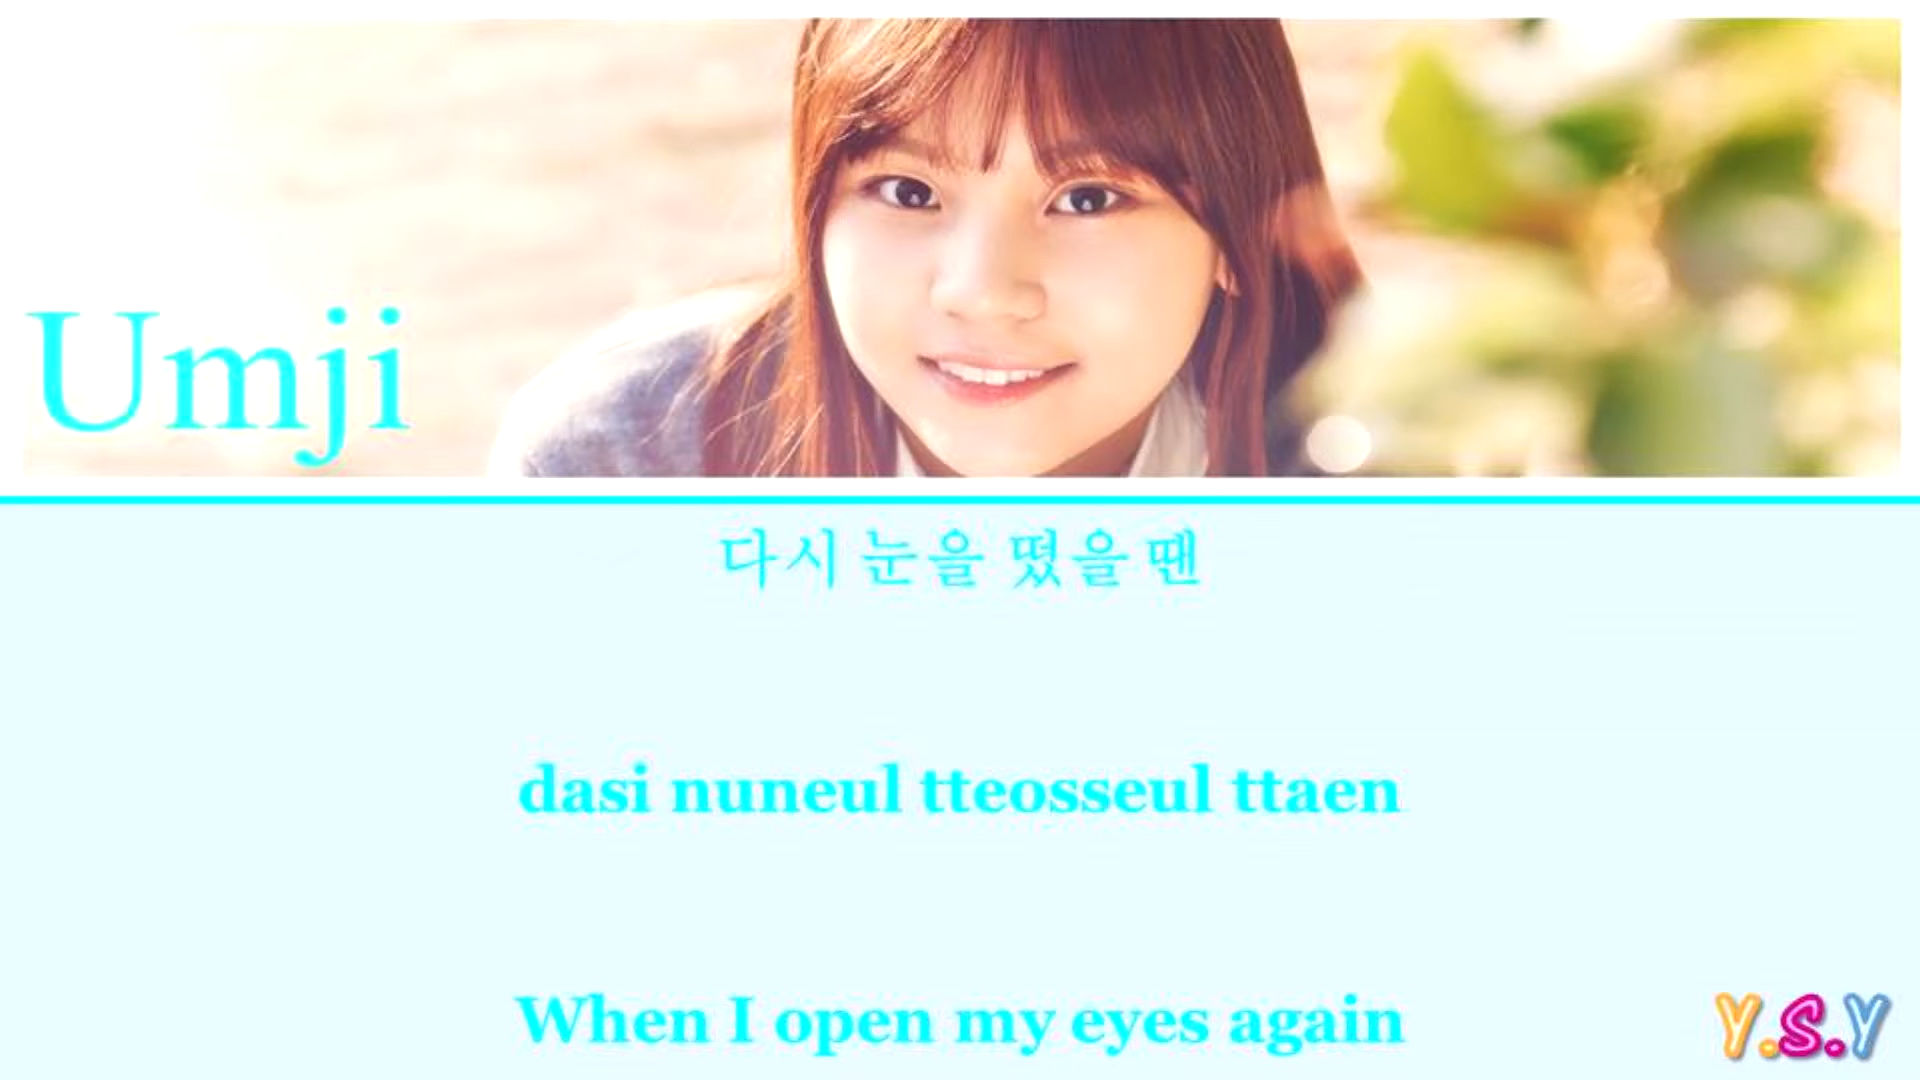 Umji
다시 눈을 떴을 땐
dasi nuneul tteosseul ttaen
When I open my eyes again
Y.S.Y